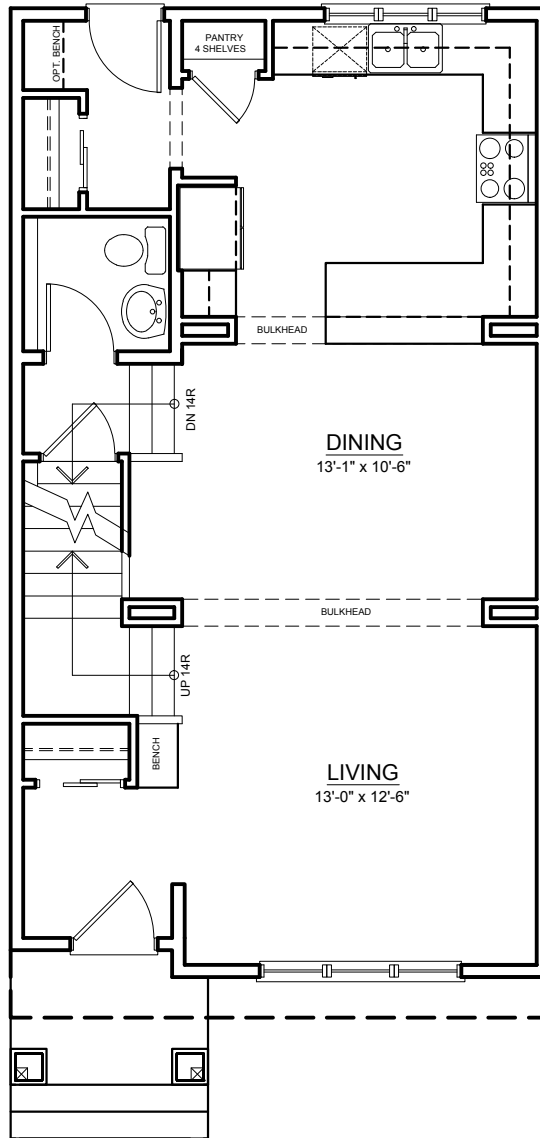 OPT. BENCH
PANTRY
4 SHELVES
BULKHEAD
DN 14R
DINING
13'-1" x 10'-6"
BULKHEAD
UP 14R
BENCH
LIVING
13'-0" x 12'-6"